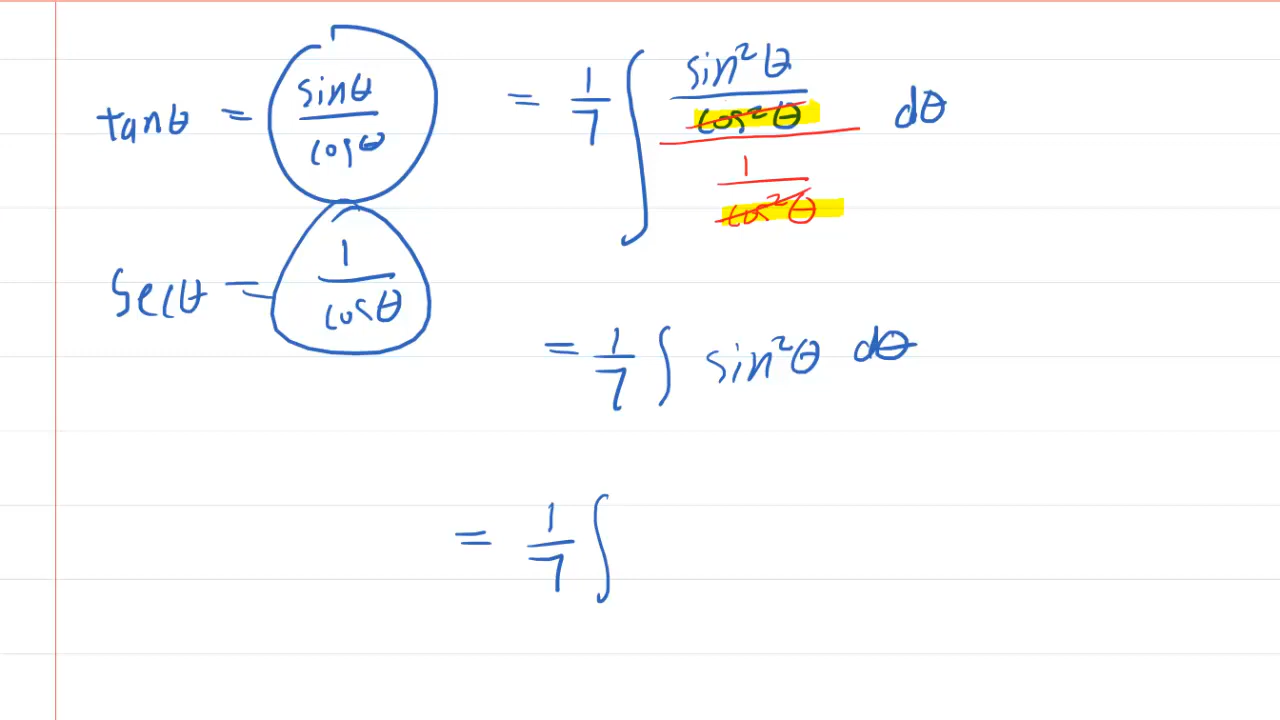 tanθ = sinθ/cosθ
= 1/7 ∫ (sin²θ/cos²θ)/(1/cos²θ) dθ
secθ = 1/cosθ
= 1/7 ∫ sin²θ dθ
= 1/7 ∫